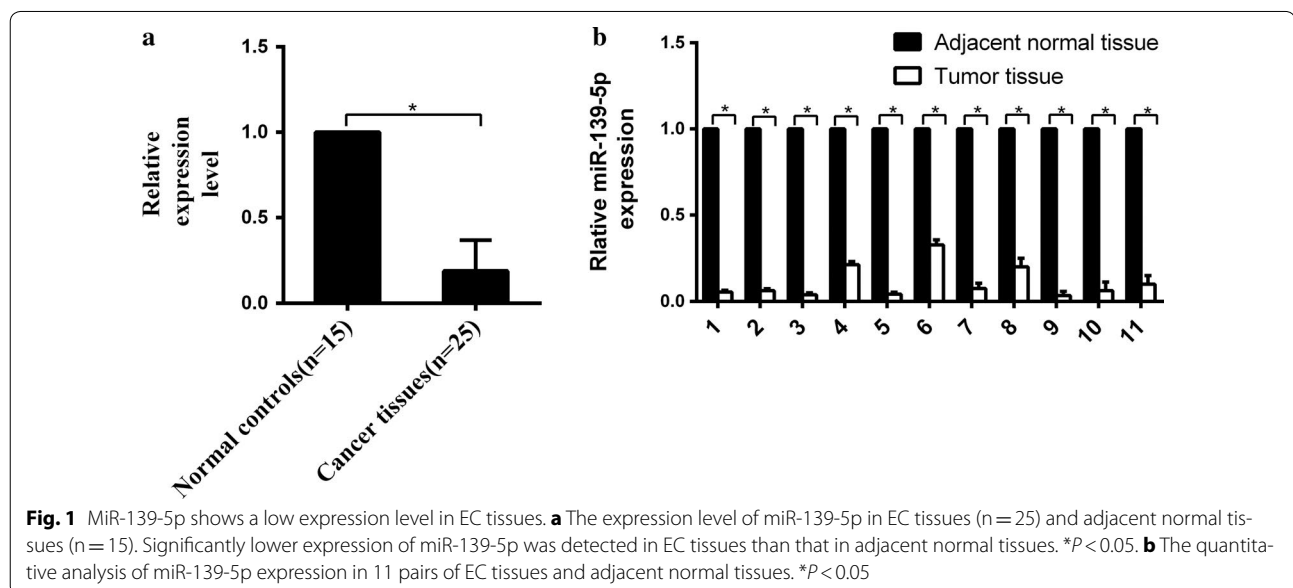 a
1.5
1.0
0.5
0.0
Relative
expression
level
*
Normal controls(n=15)
Cancer tissues(n=25)
b
Adjacent normal tissue
Tumor tissue
1.5
1.0
0.5
0.0
Rlative miR-139-5p
expression
* * * * * * * * * * *
1 2 3 4 5 6 7 8 9 10 11
Fig. 1 MiR-139-5p shows a low expression level in EC tissues. a The expression level of miR-139-5p in EC tissues (n = 25) and adjacent normal tis-
sues (n = 15). Significantly lower expression of miR-139-5p was detected in EC tissues than that in adjacent normal tissues. *P < 0.05. b The quantita-
tive analysis of miR-139-5p expression in 11 pairs of EC tissues and adjacent normal tissues. *P < 0.05